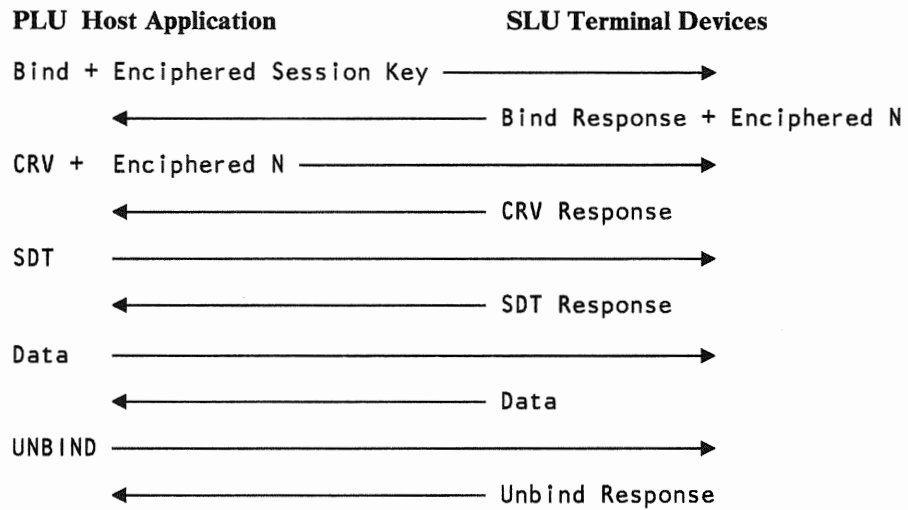 PLU Host Application SLU Terminal Devices
Bind + Enciphered Session Key
Bind Response + Enciphered N
CRV + Enciphered N
CRV Response
SDT
SDT Response
Data
Data
UNBIND
Unbind Response